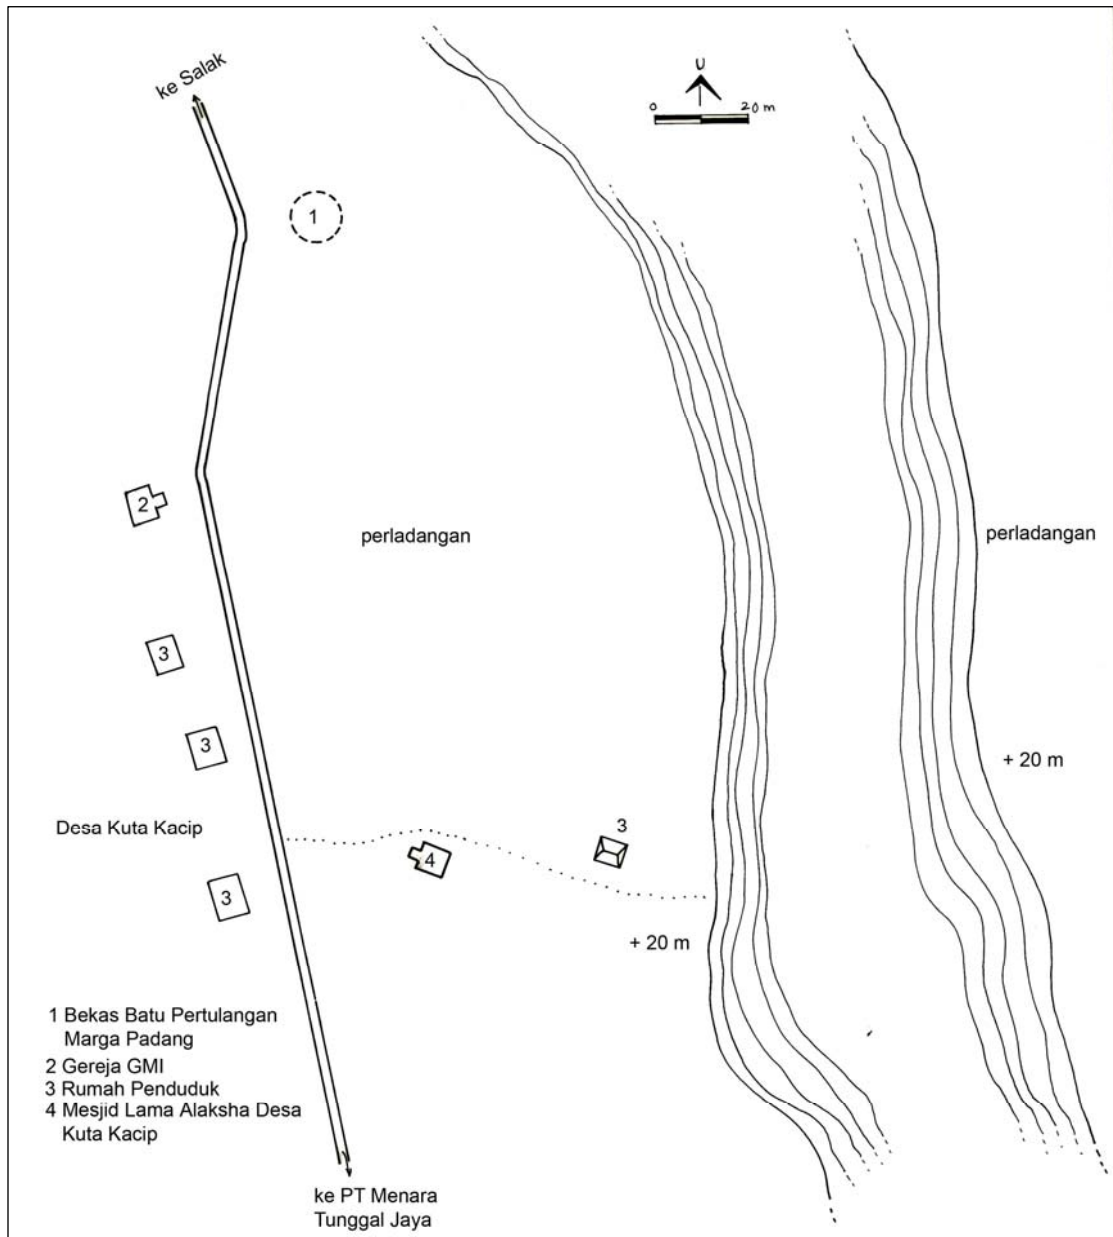 ke Salak
U
0 20 m
1
2
perladangan
perladangan
3
3
+ 20 m
Desa Kuta Kacip
3
4
3
+ 20 m
1 Bekas Batu Pertulangan
Marga Padang
2 Gereja GMI
3 Rumah Penduduk
4 Mesjid Lama Alaksha Desa
Kuta Kacip
ke PT Menara
Tunggal Jaya